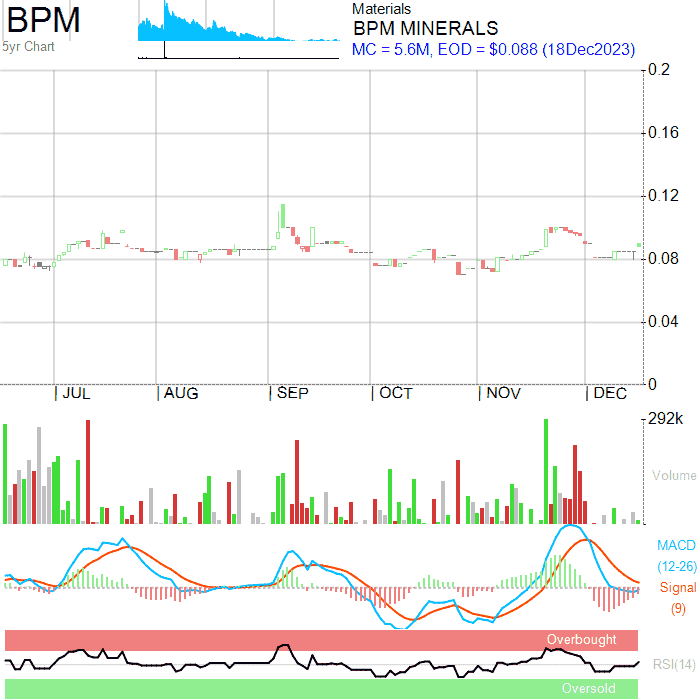 BPM
5yr Chart
Materials
BPM MINERALS
MC = 5.6M, EOD = $0.088 (18Dec2023)
0.2
0.16
0.12
0.08
0.04
0
JUL
AUG
SEP
OCT
NOV
DEC
292k
Volume
MACD
(12-26)
Signal
(9)
Overbought
RSI(14)
Oversold